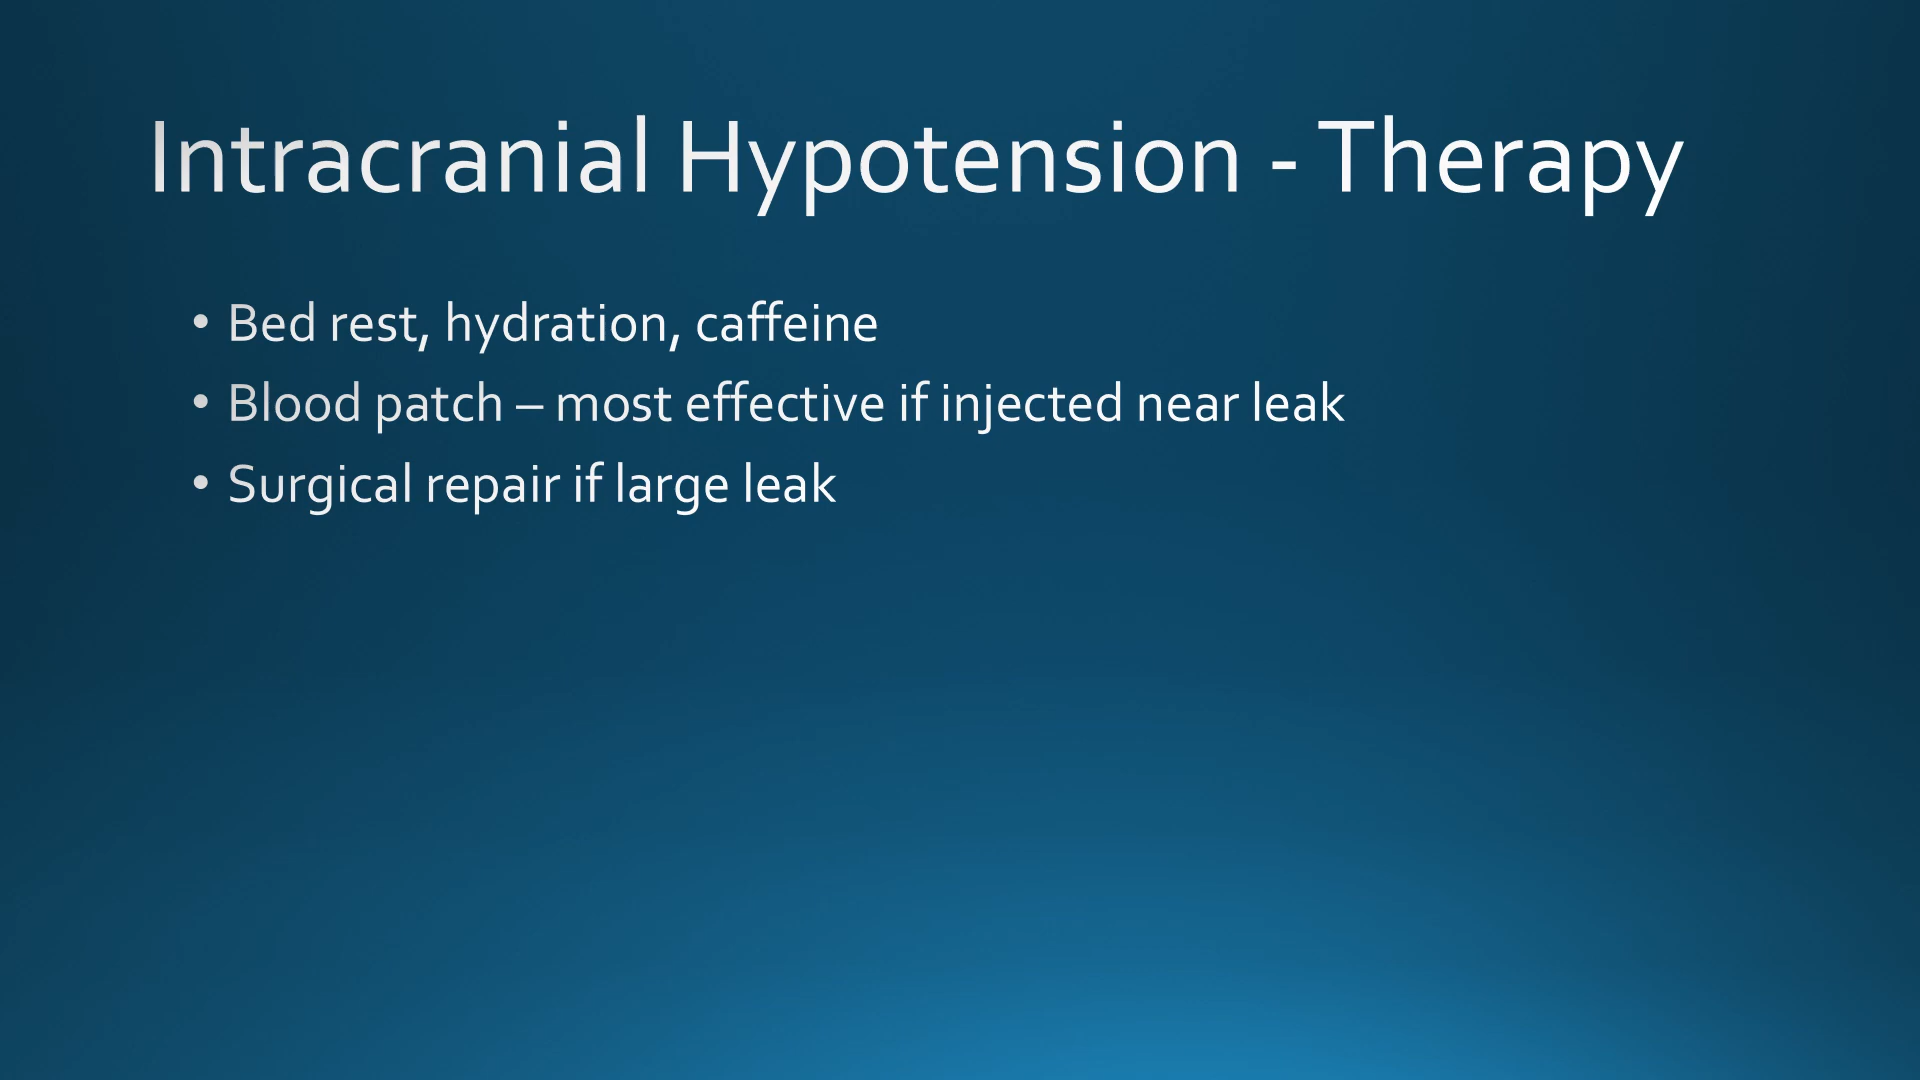 Intracranial Hypotension - Therapy
• Bed rest, hydration, caffeine
• Blood patch – most effective if injected near leak
• Surgical repair if large leak